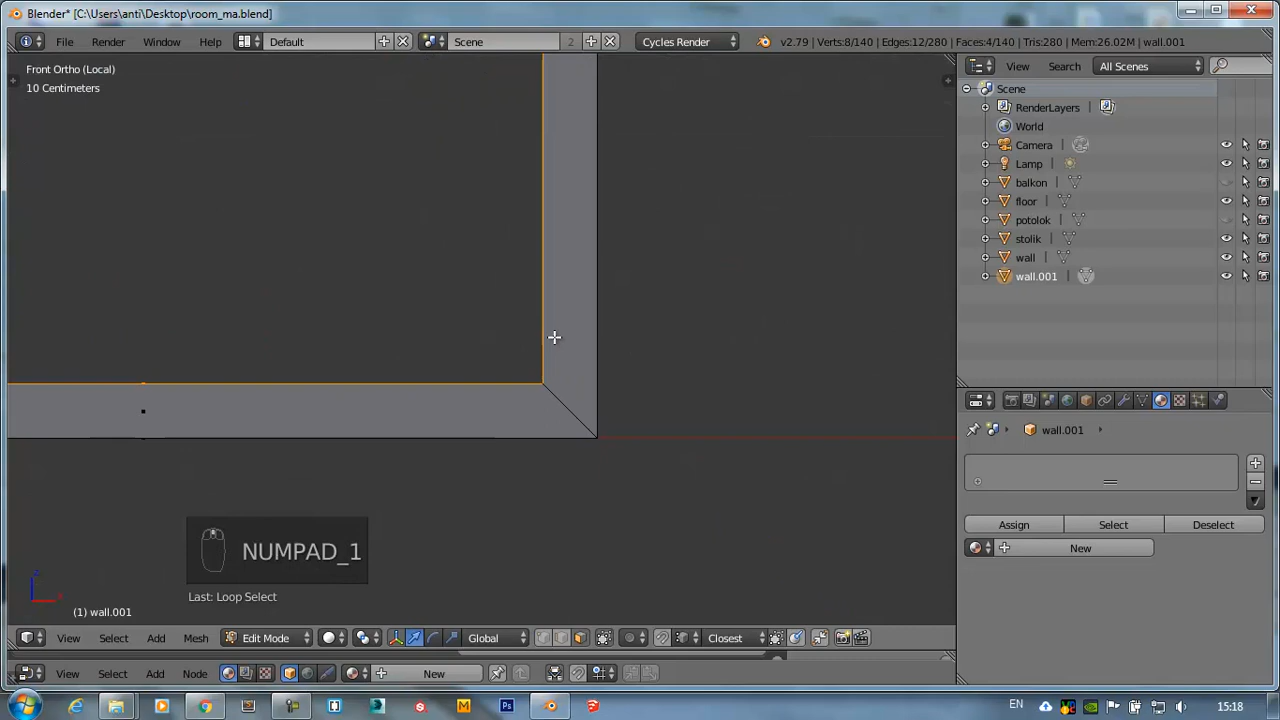 Blender* [C:\Users\anti\Desktop\room_ma.blend]
File Render Window Help Default Scene 2 Cycles Render v2.79 | Verts:8/140 | Edges:12/280 | Faces:4/140 | Tris:280 | Mem:26.02M | wall.001
Front Ortho (Local)
10 Centimeters
View Search All Scenes
Scene
RenderLayers
World
Camera
Lamp
balkon
floor
potolok
stolik
wall
wall.001
wall.001
Assign Select Deselect
New
NUMPAD_1
Last: Loop Select
(1) wall.001
View Select Add Mesh Edit Mode Global Closest
View Select Add Node New
EN 15:18